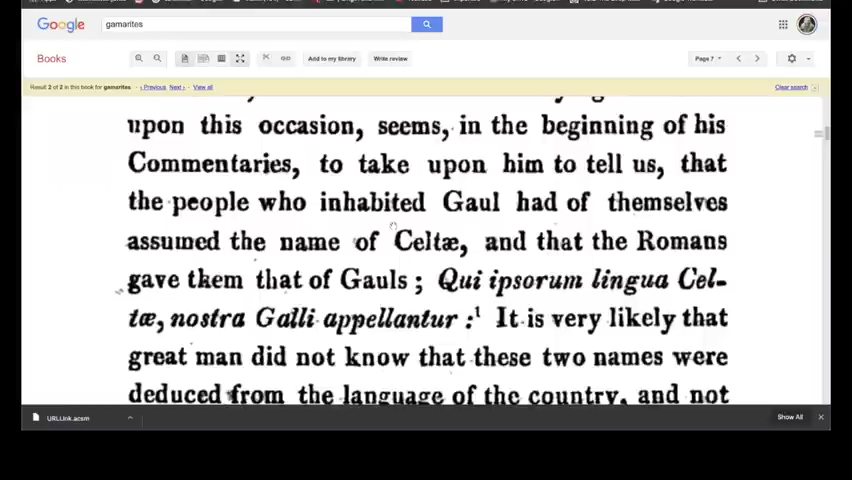 Google
gamarites
Books
Add to my library
Write review
Page 7
Result 2 of 2 in this book for gamarites
‹ Previous Next › View all
Clear search
upon this occasion, seems, in the beginning of his
Commentaries, to take upon him to tell us, that
the people who inhabited Gaul had of themselves
assumed the name of Celtæ, and that the Romans
gave them that of Gauls ; Qui ipsorum lingua Cel-
tæ, nostra Galli appellantur :¹ It is very likely that
great man did not know that these two names were
deduced from the language of the country, and not
URLLink.acsm
Show All